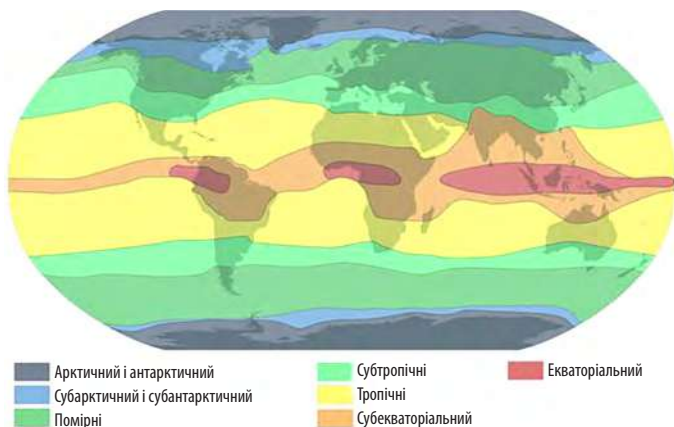 Арктичний і антарктичний
Субарктичний і субантарктичний
Помірні
Субтропічні
Тропічні
Субекваторіальний
Екваторіальний